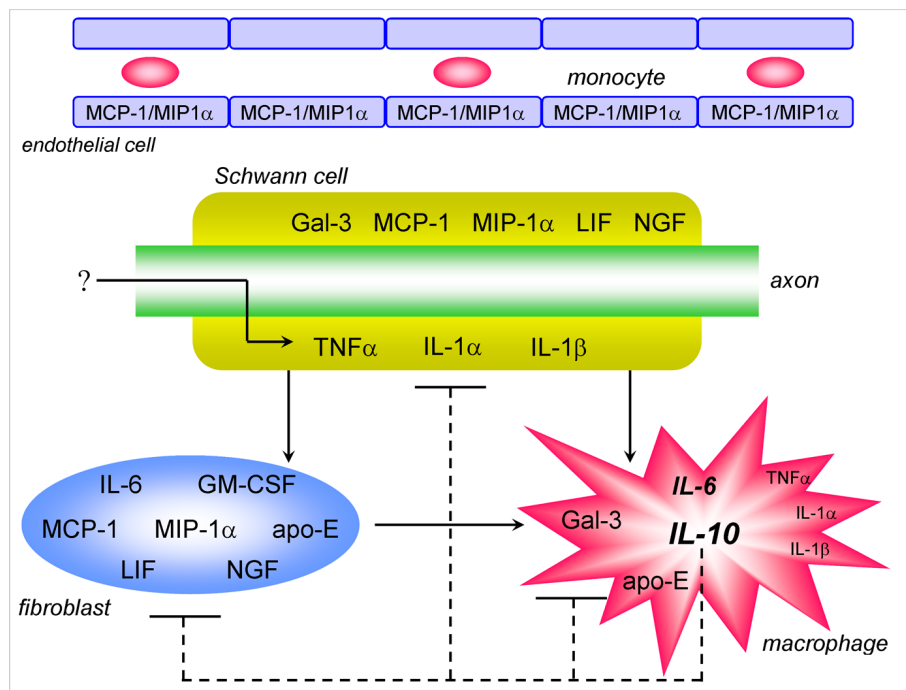 monocyte
MCP-1/MIP1α MCP-1/MIP1α MCP-1/MIP1α MCP-1/MIP1α MCP-1/MIP1α
endothelial cell
Schwann cell
Gal-3 MCP-1 MIP-1α LIF NGF
? axon
TNFα IL-1α IL-1β
IL-6 GM-CSF
MCP-1 MIP-1α apo-E
LIF NGF
fibroblast
IL-6 TNFα
Gal-3 IL-10 IL-1α
IL-1β
apo-E
macrophage